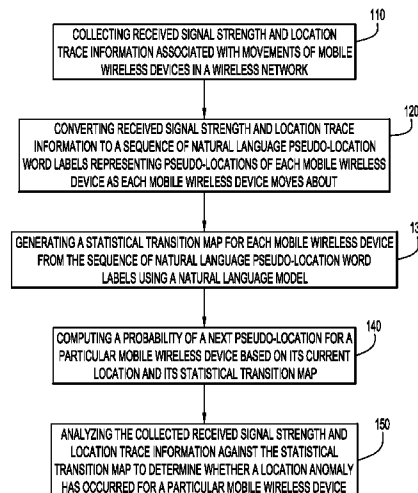 110
COLLECTING RECEIVED SIGNAL STRENGTH AND LOCATION
TRACE INFORMATION ASSOCIATED WITH MOVEMENTS OF MOBILE
WIRELESS DEVICES IN A WIRELESS NETWORK
120
CONVERTING RECEIVED SIGNAL STRENGTH AND LOCATION TRACE
INFORMATION TO A SEQUENCE OF NATURAL LANGUAGE PSEUDO-LOCATION
WORD LABELS REPRESENTING PSEUDO-LOCATIONS OF EACH MOBILE WIRELESS
DEVICE AS EACH MOBILE WIRELESS DEVICE MOVES ABOUT
GENERATING A STATISTICAL TRANSITION MAP FOR EACH MOBILE WIRELESS DEVICE
FROM THE SEQUENCE OF NATURAL LANGUAGE PSEUDO-LOCATION WORD
LABELS USING A NATURAL LANGUAGE MODEL
140
COMPUTING A PROBABILITY OF A NEXT PSEUDO-LOCATION FOR A
PARTICULAR MOBILE WIRELESS DEVICE BASED ON ITS CURRENT
LOCATION AND ITS STATISTICAL TRANSITION MAP
150
ANALYZING THE COLLECTED RECEIVED SIGNAL STRENGTH AND
LOCATION TRACE INFORMATION AGAINST THE STATISTICAL
TRANSITION MAP TO DETERMINE WHETHER A LOCATION ANOMALY
HAS OCCURRED FOR A PARTICULAR MOBILE WIRELESS DEVICE